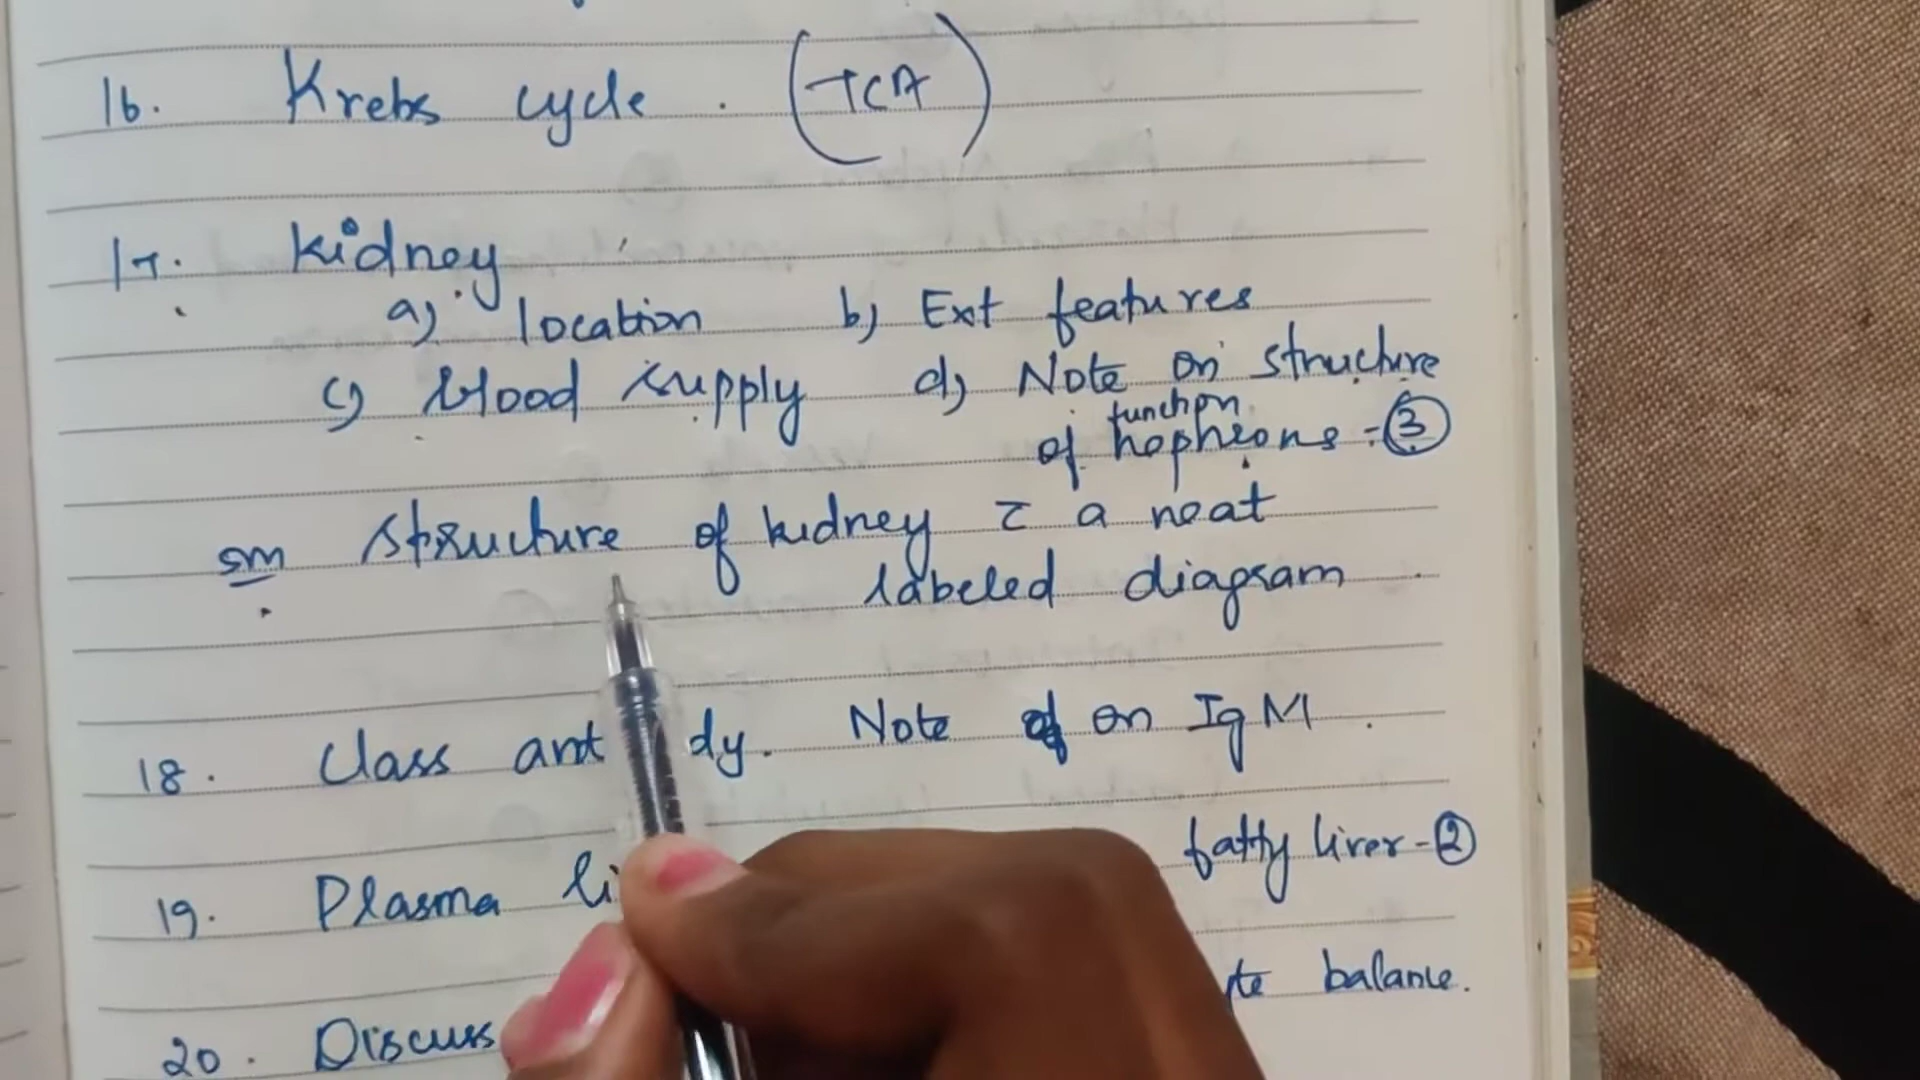 16. Krebs cycle. (TCA)
17. Kidney
a) location b) Ext features
c) blood supply d) Note on structure
function
of nephrons - 3
5m structure of kidney c̄ a neat
labeled diagram
18. Class ant dy. Note on IgM.
19. Plasma li fatty liver - 2
20. Discuss te balance.